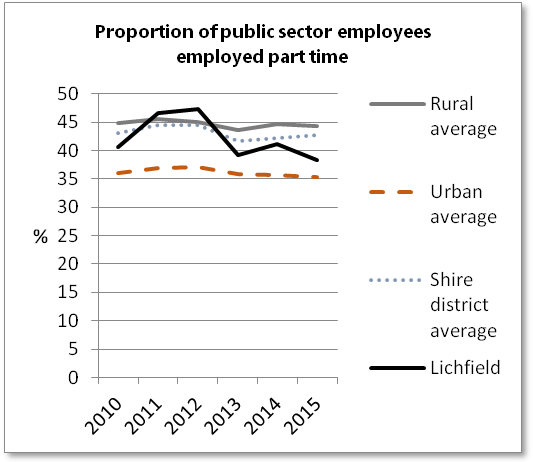 Proportion of public sector employees
employed part time
50
45
40
35
30
25
20
15
10
5
0
%
2010
2011
2012
2013
2014
2015
Rural
average
Urban
average
Shire
district
average
Lichfield